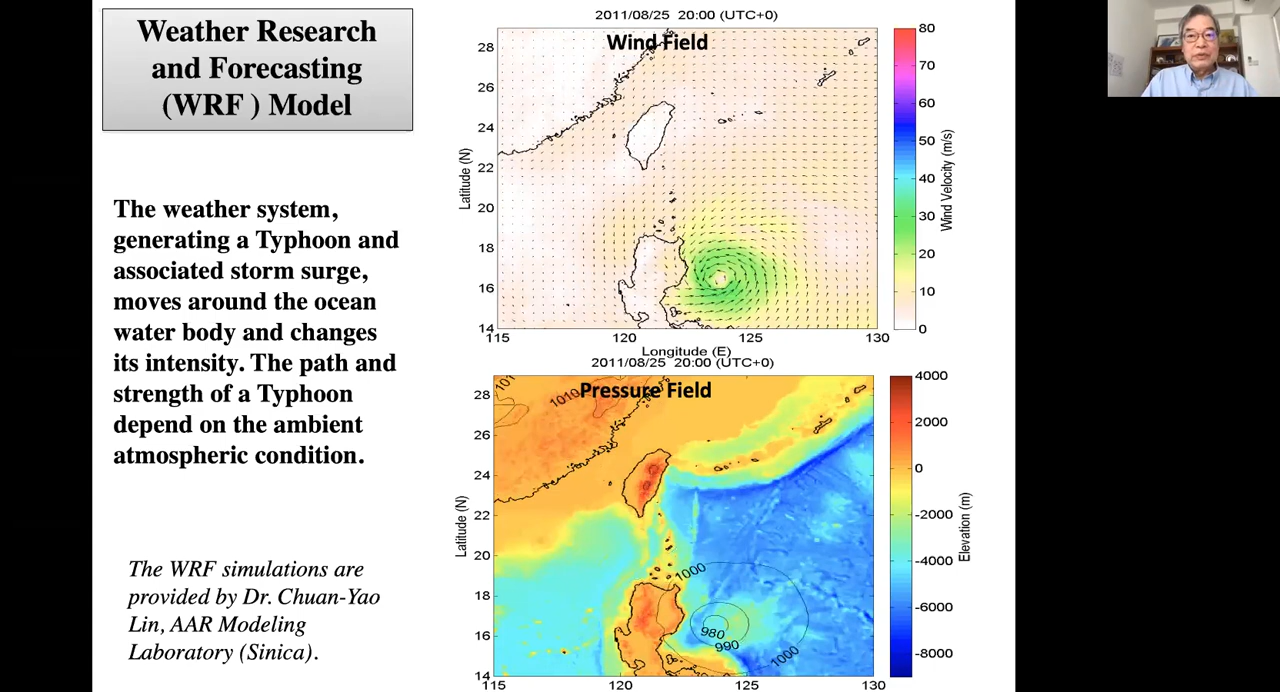 Weather Research
and Forecasting
(WRF ) Model
The weather system,
generating a Typhoon and
associated storm surge,
moves around the ocean
water body and changes
its intensity. The path and
strength of a Typhoon
depend on the ambient
atmospheric condition.
The WRF simulations are
provided by Dr. Chuan-Yao
Lin, AAR Modeling
Laboratory (Sinica).
2011/08/25 20:00 (UTC+0)
Wind Field
28
26
24
22
20
18
16
14
Latitude (N)
115
120
125
130
Longitude (E)
80
70
60
50
40
30
20
10
0
Wind Velocity (m/s)
2011/08/25 20:00 (UTC+0)
Pressure Field
101
1010
28
26
24
22
20
18
16
14
Latitude (N)
1000
980
990
1000
115
120
125
130
4000
2000
0
-2000
-4000
-6000
-8000
Elevation (m)